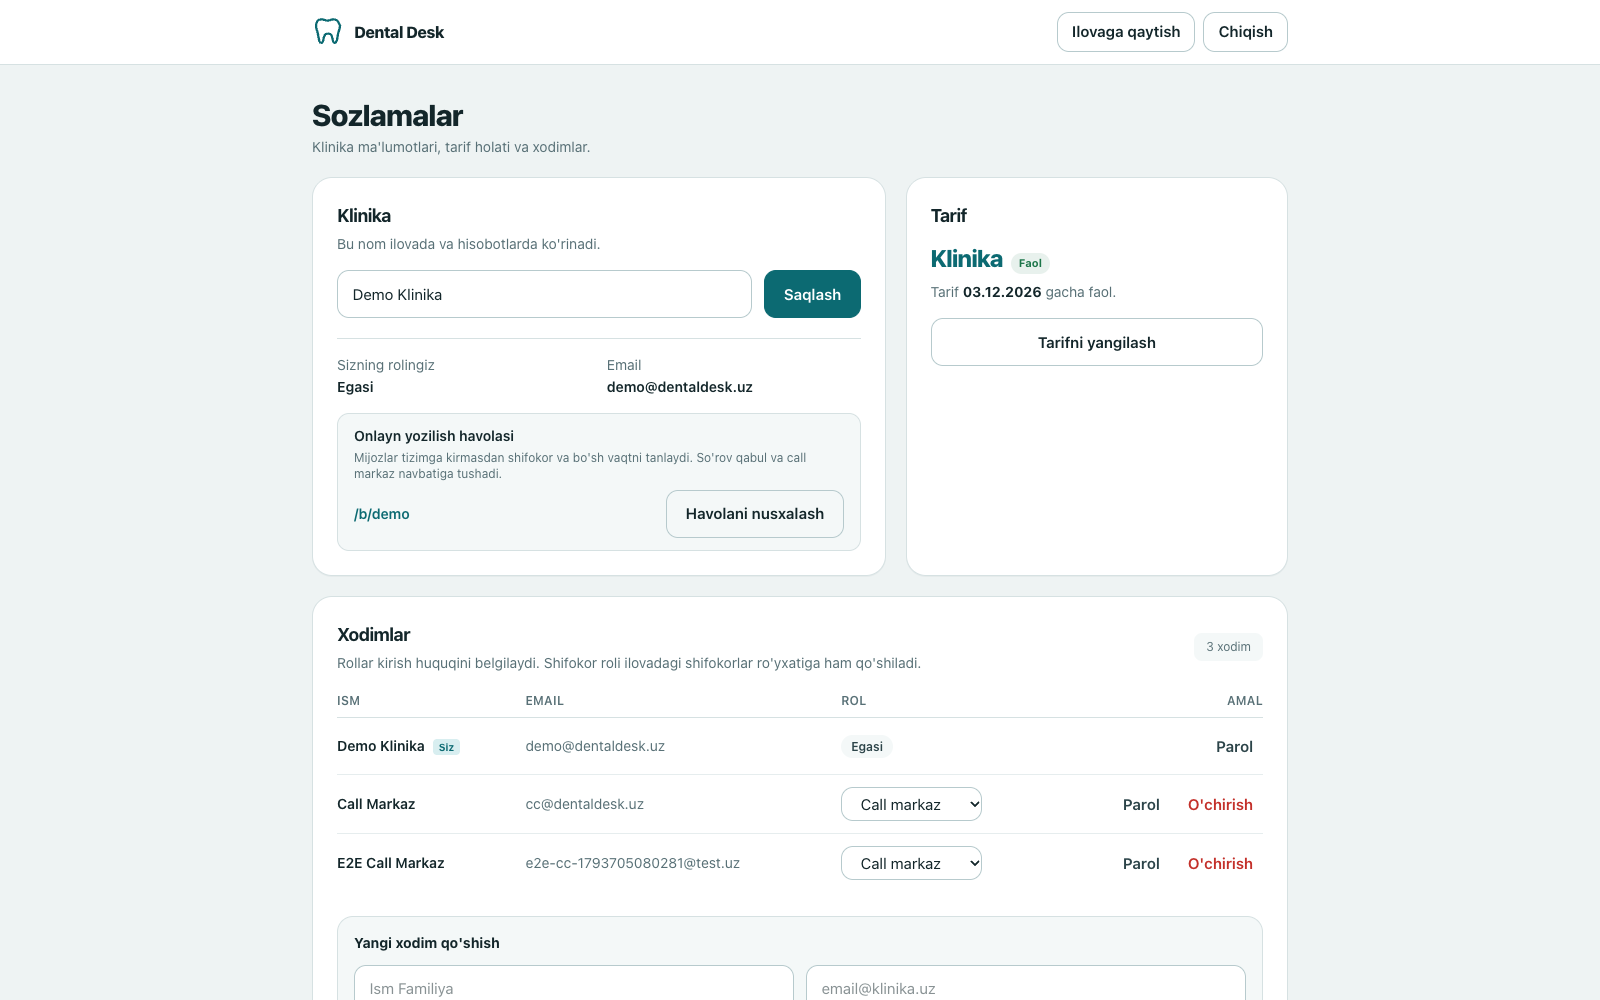 Dental Desk
Ilovaga qaytish
Chiqish
Sozlamalar
Klinika ma'lumotlari, tarif holati va xodimlar.
Klinika
Bu nom ilovada va hisobotlarda ko'rinadi.
Demo Klinika
Saqlash
Sizning rolingiz
Egasi
Email
demo@dentaldesk.uz
Onlayn yozilish havolasi
Mijozlar tizimga kirmasdan shifokor va bo'sh vaqtni tanlaydi. So'rov qabul va call
markaz navbatiga tushadi.
/b/demo
Havolani nusxalash
Tarif
Klinika Faol
Tarif 03.12.2026 gacha faol.
Tarifni yangilash
Xodimlar
Rollar kirish huquqini belgilaydi. Shifokor roli ilovadagi shifokorlar ro'yxatiga ham qo'shiladi.
3 xodim
ISM EMAIL ROL AMAL
Demo Klinika Siz demo@dentaldesk.uz Egasi Parol
Call Markaz cc@dentaldesk.uz Call markaz Parol O'chirish
E2E Call Markaz e2e-cc-1793705080281@test.uz Call markaz Parol O'chirish
Yangi xodim qo'shish
Ism Familiya
email@klinika.uz